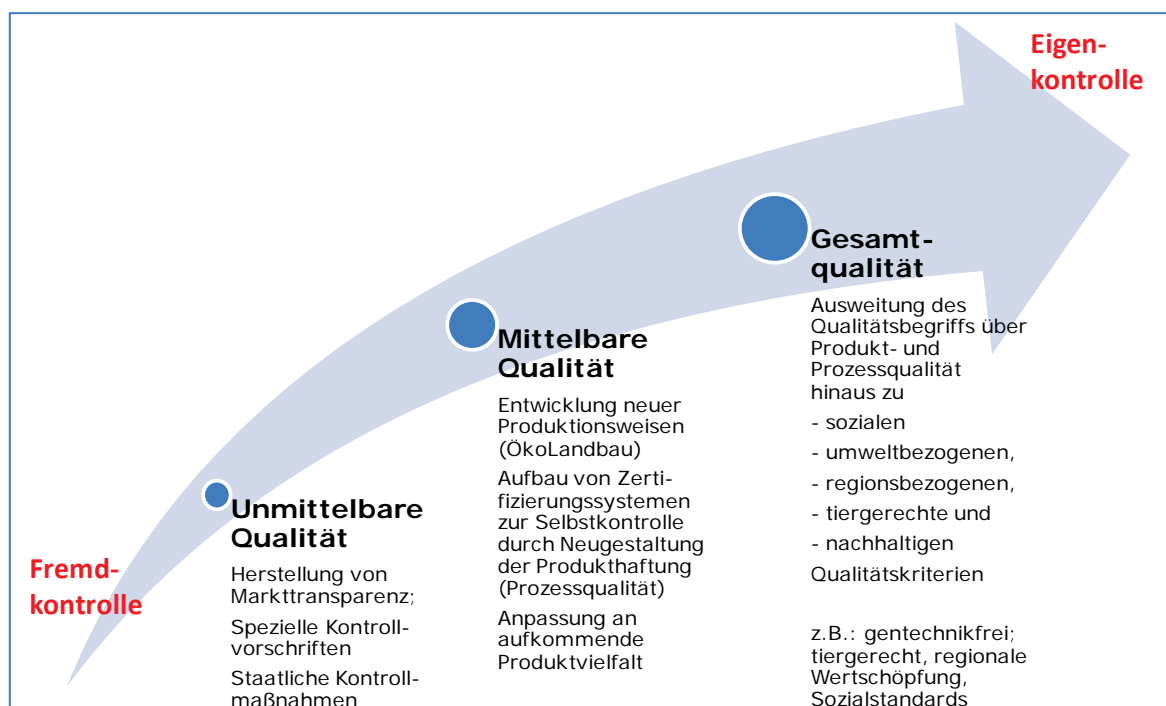 Eigen-
kontrolle
Gesamt-
qualität
Ausweitung des
Qualitätsbegriffs über
Produkt- und
Prozessqualität
hinaus zu
- sozialen
- umweltbezogenen,
- regionsbezogenen,
- tiergerechte und
- nachhaltigen
Qualitätskriterien
z.B.: gentechnikfrei;
tiergerecht, regionale
Wertschöpfung,
Sozialstandards
Mittelbare
Qualität
Entwicklung neuer
Produktionsweisen
(ÖkoLandbau)
Aufbau von Zerti-
fizierungssystemen
zur Selbstkontrolle
durch Neugestaltung
der Produkthaftung
(Prozessqualität)
Anpassung an
aufkommende
Produktvielfalt
Unmittelbare
Qualität
Herstellung von
Markttransparenz;
Spezielle Kontroll-
vorschriften
Staatliche Kontroll-
maßnahmen
Fremd-
kontrolle